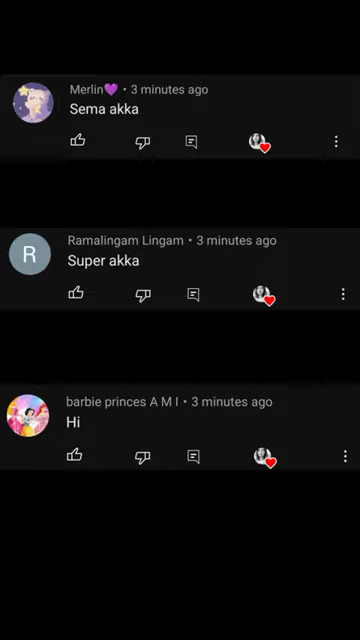 Merlin💜 • 3 minutes ago
Sema akka
R
Ramalingam Lingam • 3 minutes ago
Super akka
barbie princes A M I • 3 minutes ago
Hi